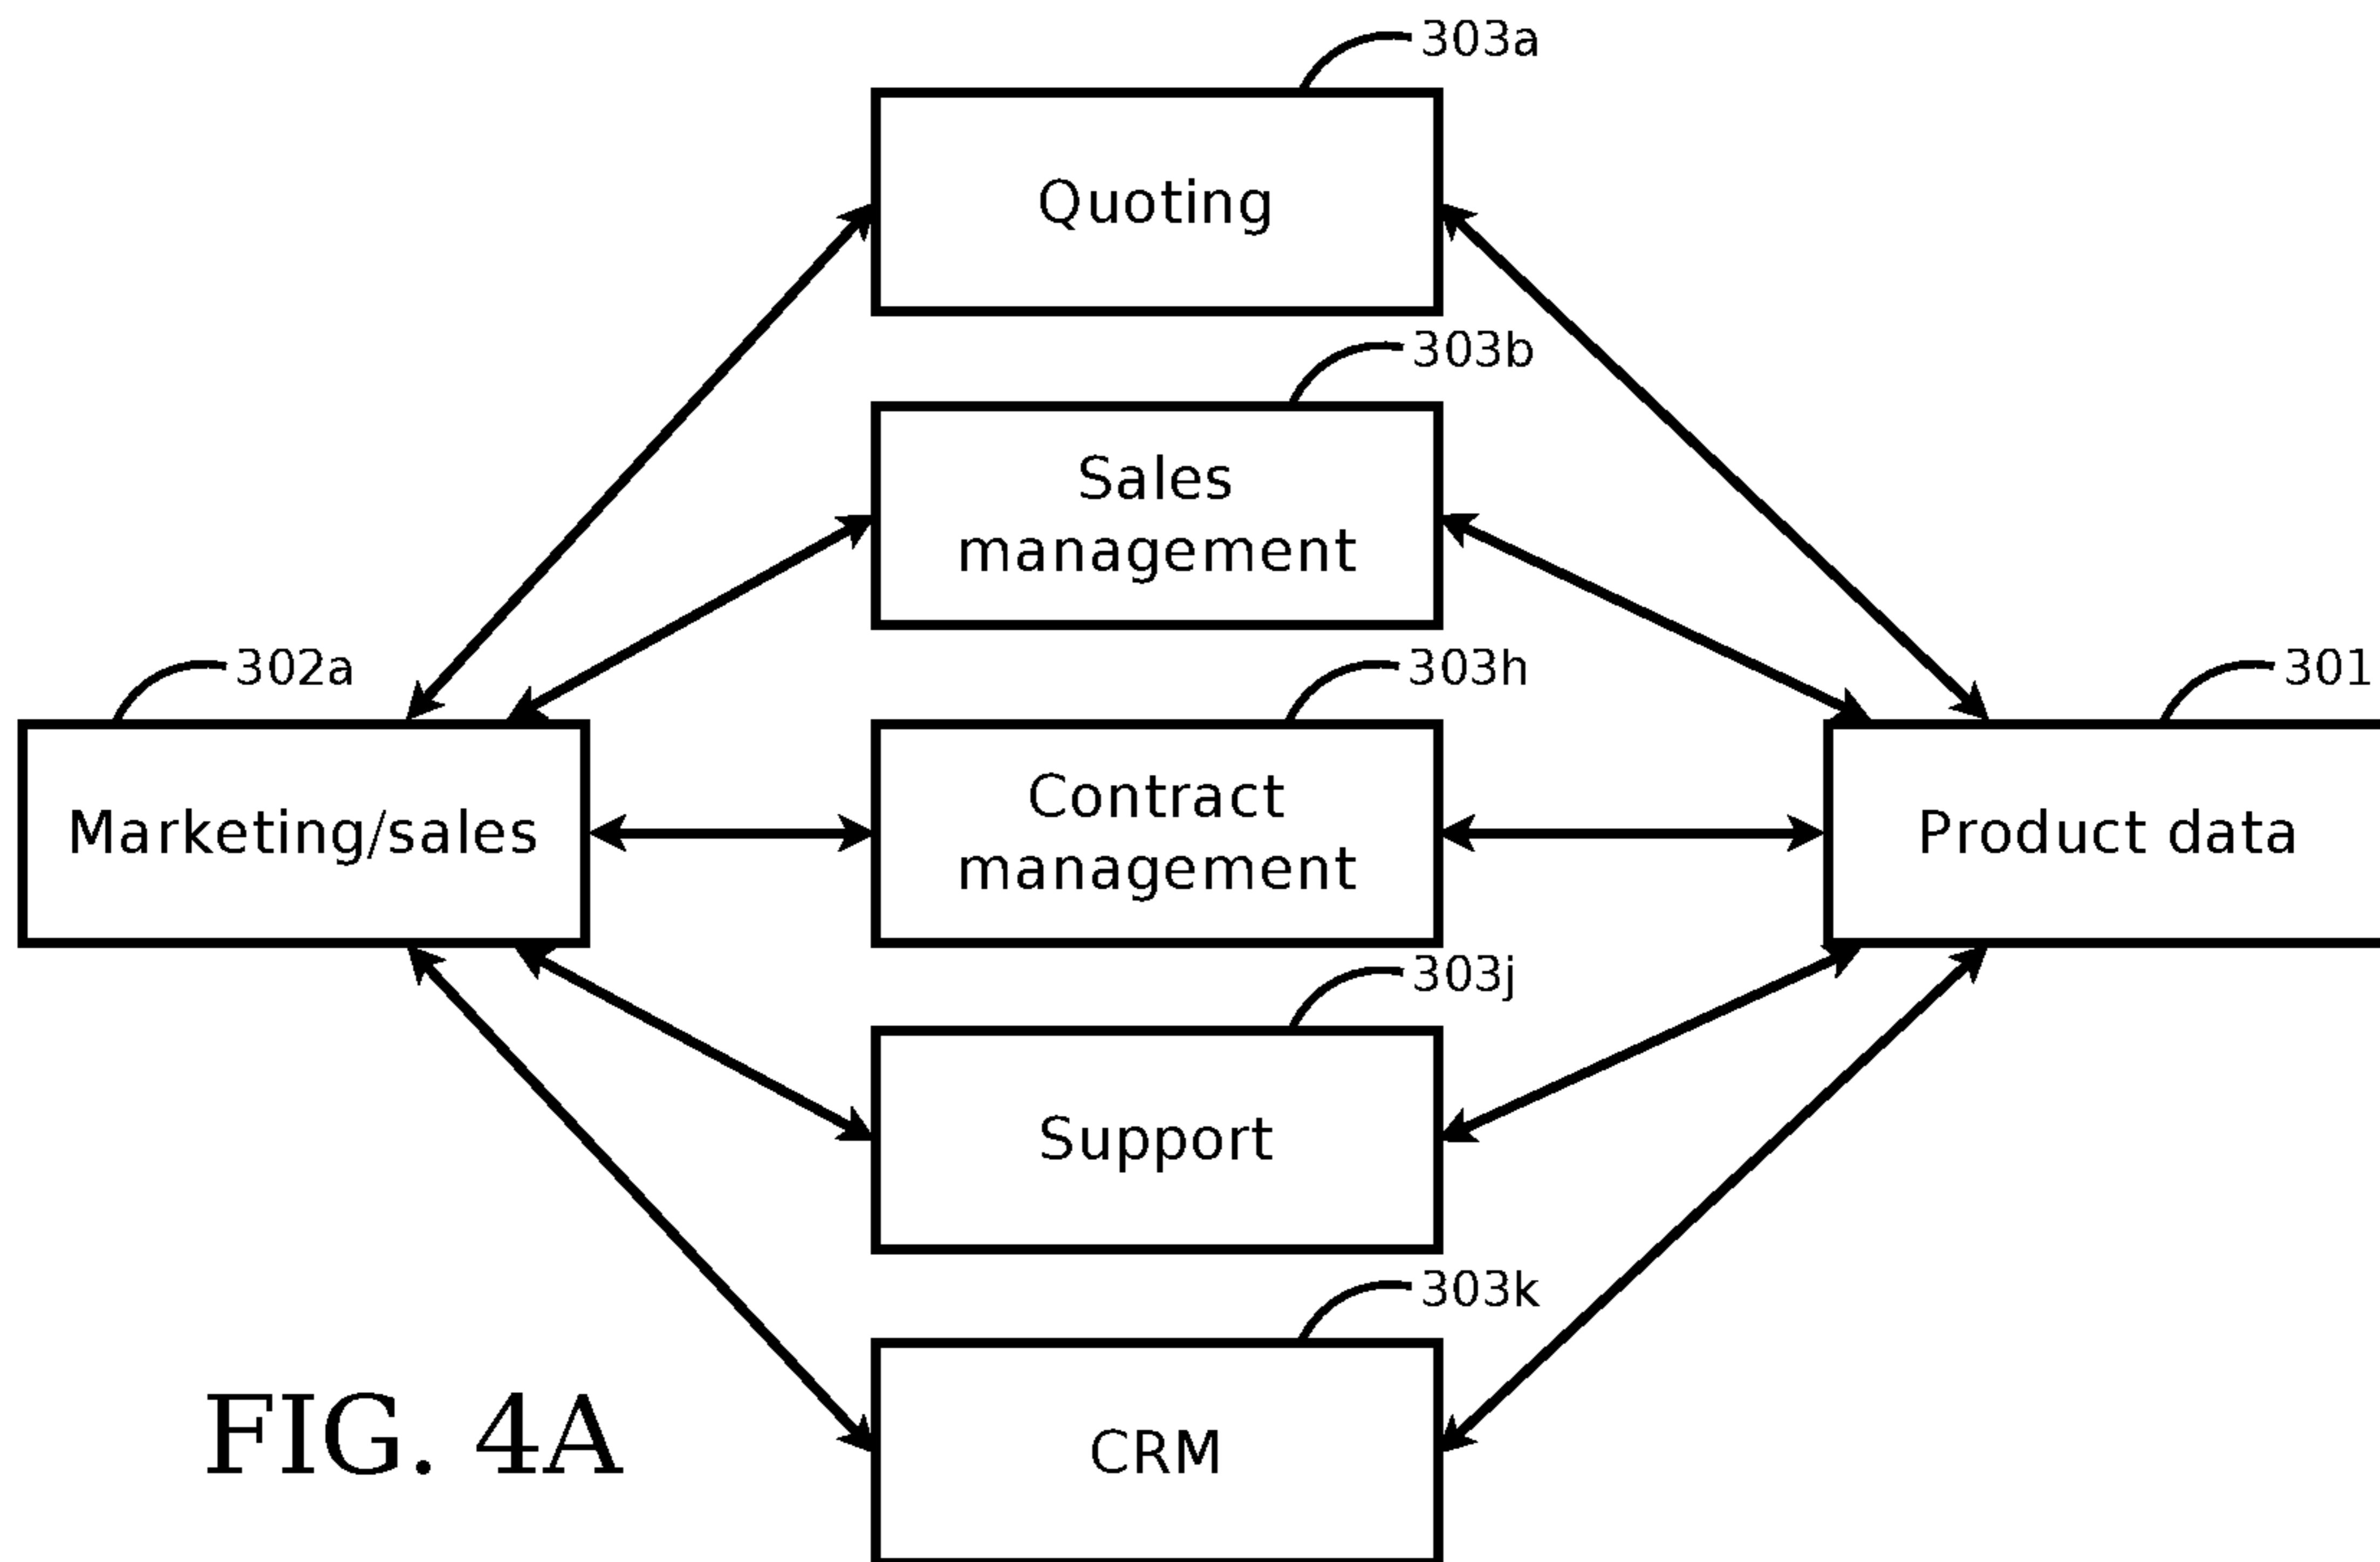 303a
Quoting
303b
Sales
management
302a
303h
301
Marketing/sales
Contract
management
Product data
303j
Support
303k
CRM
FIG. 4A